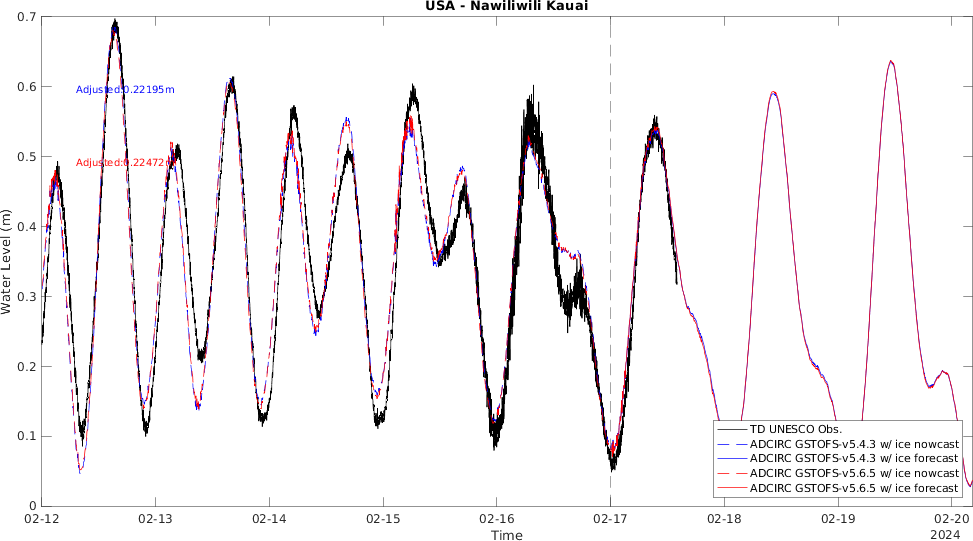 USA - Nawiliwili Kauai
0.7
0.6
0.5
0.4
0.3
0.2
0.1
0
Water Level (m)
Adjusted:0.22195m
Adjusted:0.22472m
TD UNESCO Obs.
ADCIRC GSTOFS-v5.4.3 w/ ice nowcast
ADCIRC GSTOFS-v5.4.3 w/ ice forecast
ADCIRC GSTOFS-v5.6.5 w/ ice nowcast
ADCIRC GSTOFS-v5.6.5 w/ ice forecast
02-12 02-13 02-14 02-15 02-16 02-17 02-18 02-19 02-20
2024
Time